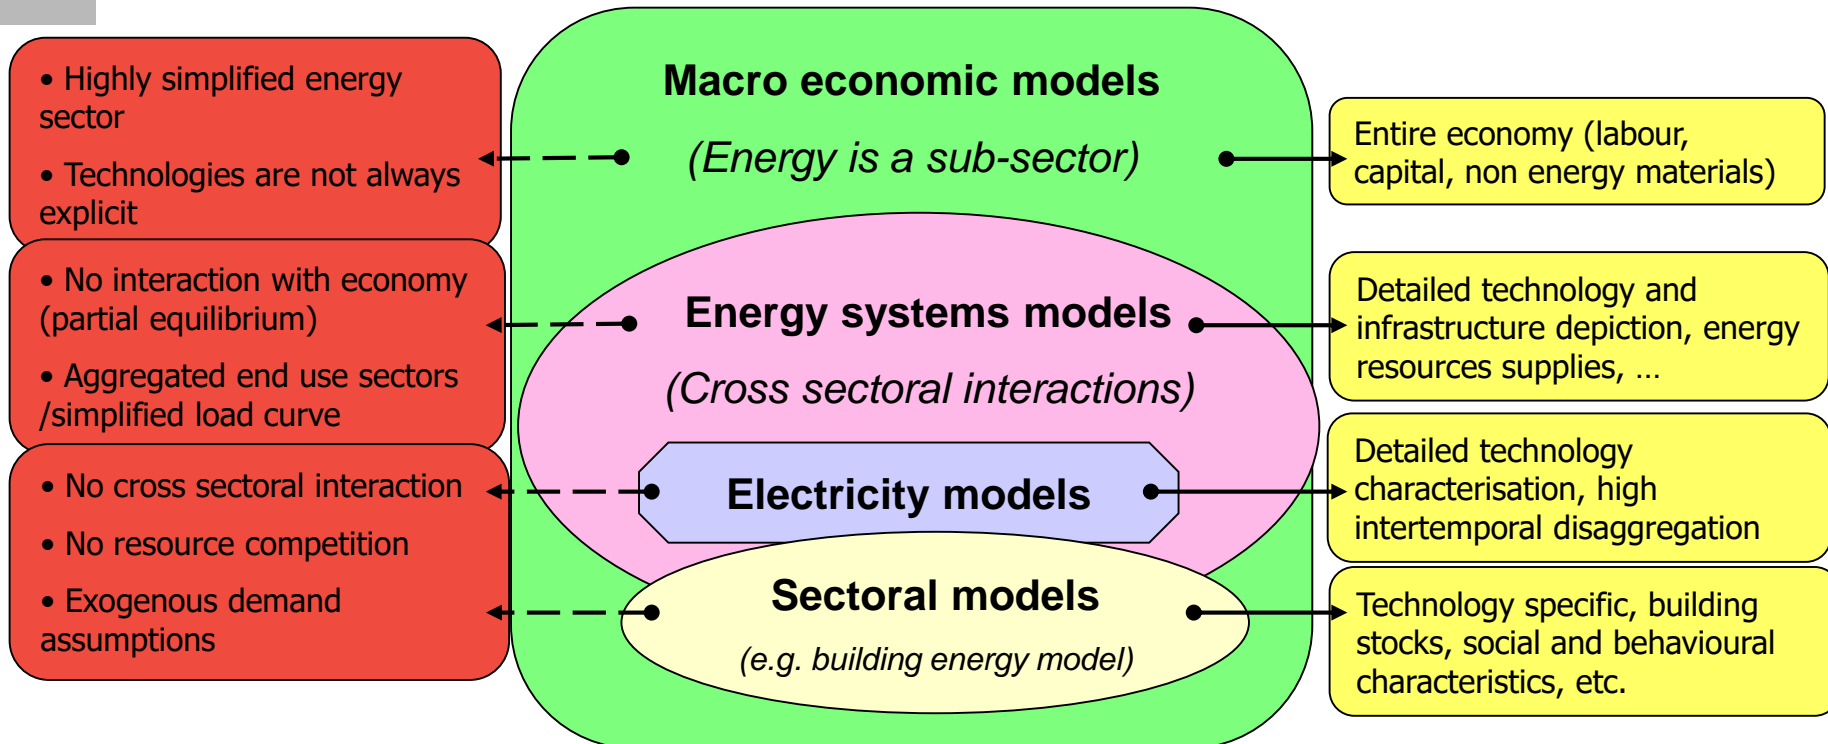 • Highly simplified energy
sector
• Technologies are not always
explicit
• No interaction with economy
(partial equilibrium)
• Aggregated end use sectors
/simplified load curve
• No cross sectoral interaction
• No resource competition
• Exogenous demand
assumptions
Macro economic models
(Energy is a sub-sector)
Energy systems models
(Cross sectoral interactions)
Electricity models
Sectoral models
(e.g. building energy model)
Entire economy (labour,
capital, non energy materials)
Detailed technology and
infrastructure depiction, energy
resources supplies, ...
Detailed technology
characterisation, high
intertemporal disaggregation
Technology specific, building
stocks, social and behavioural
characteristics, etc.